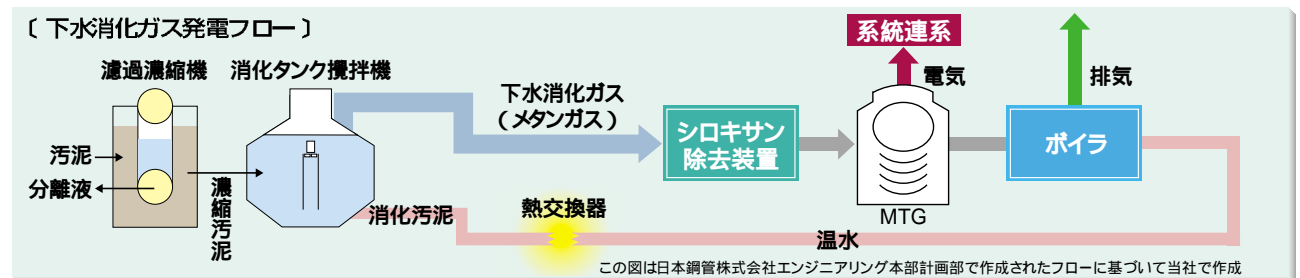 〔 下水消化ガス発電フロー 〕
濾過濃縮機
消化タンク攪拌機
汚泥
分離液
濃縮汚泥
下水消化ガス
(メタンガス)
シロキサン
除去装置
系統連系
電気
MTG
排気
ボイラ
消化汚泥
熱交換器
温水
この図は日本鋼管株式会社エンジニアリング本部計画部で作成されたフローに基づいて当社で作成